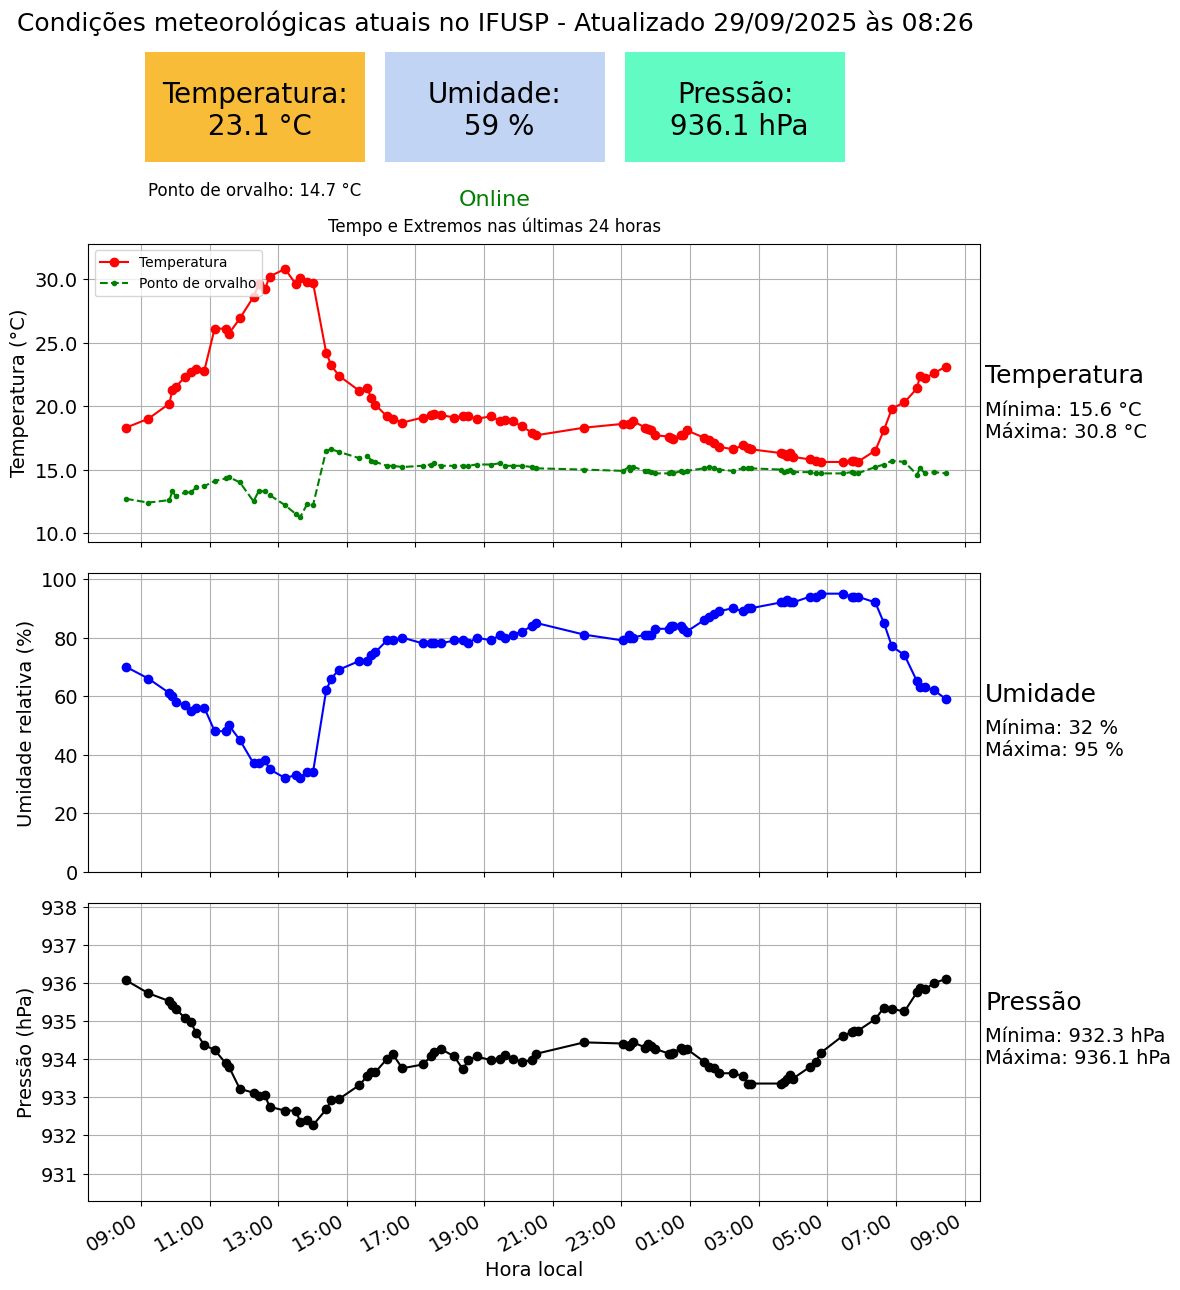 Condições meteorológicas atuais no IFUSP - Atualizado 29/09/2025 às 08:26
Temperatura:
23.1 °C
Umidade:
59 %
Pressão:
936.1 hPa
Ponto de orvalho: 14.7 °C
Online
Tempo e Extremos nas últimas 24 horas
Temperatura
Ponto de orvalho
Temperatura (°C)
30.0
25.0
20.0
15.0
10.0
Temperatura
Mínima: 15.6 °C
Máxima: 30.8 °C
Umidade relativa (%)
100
80
60
40
20
0
Umidade
Mínima: 32 %
Máxima: 95 %
Pressão (hPa)
938
937
936
935
934
933
932
931
Pressão
Mínima: 932.3 hPa
Máxima: 936.1 hPa
09:00 11:00 13:00 15:00 17:00 19:00 21:00 23:00 01:00 03:00 05:00 07:00 09:00
Hora local